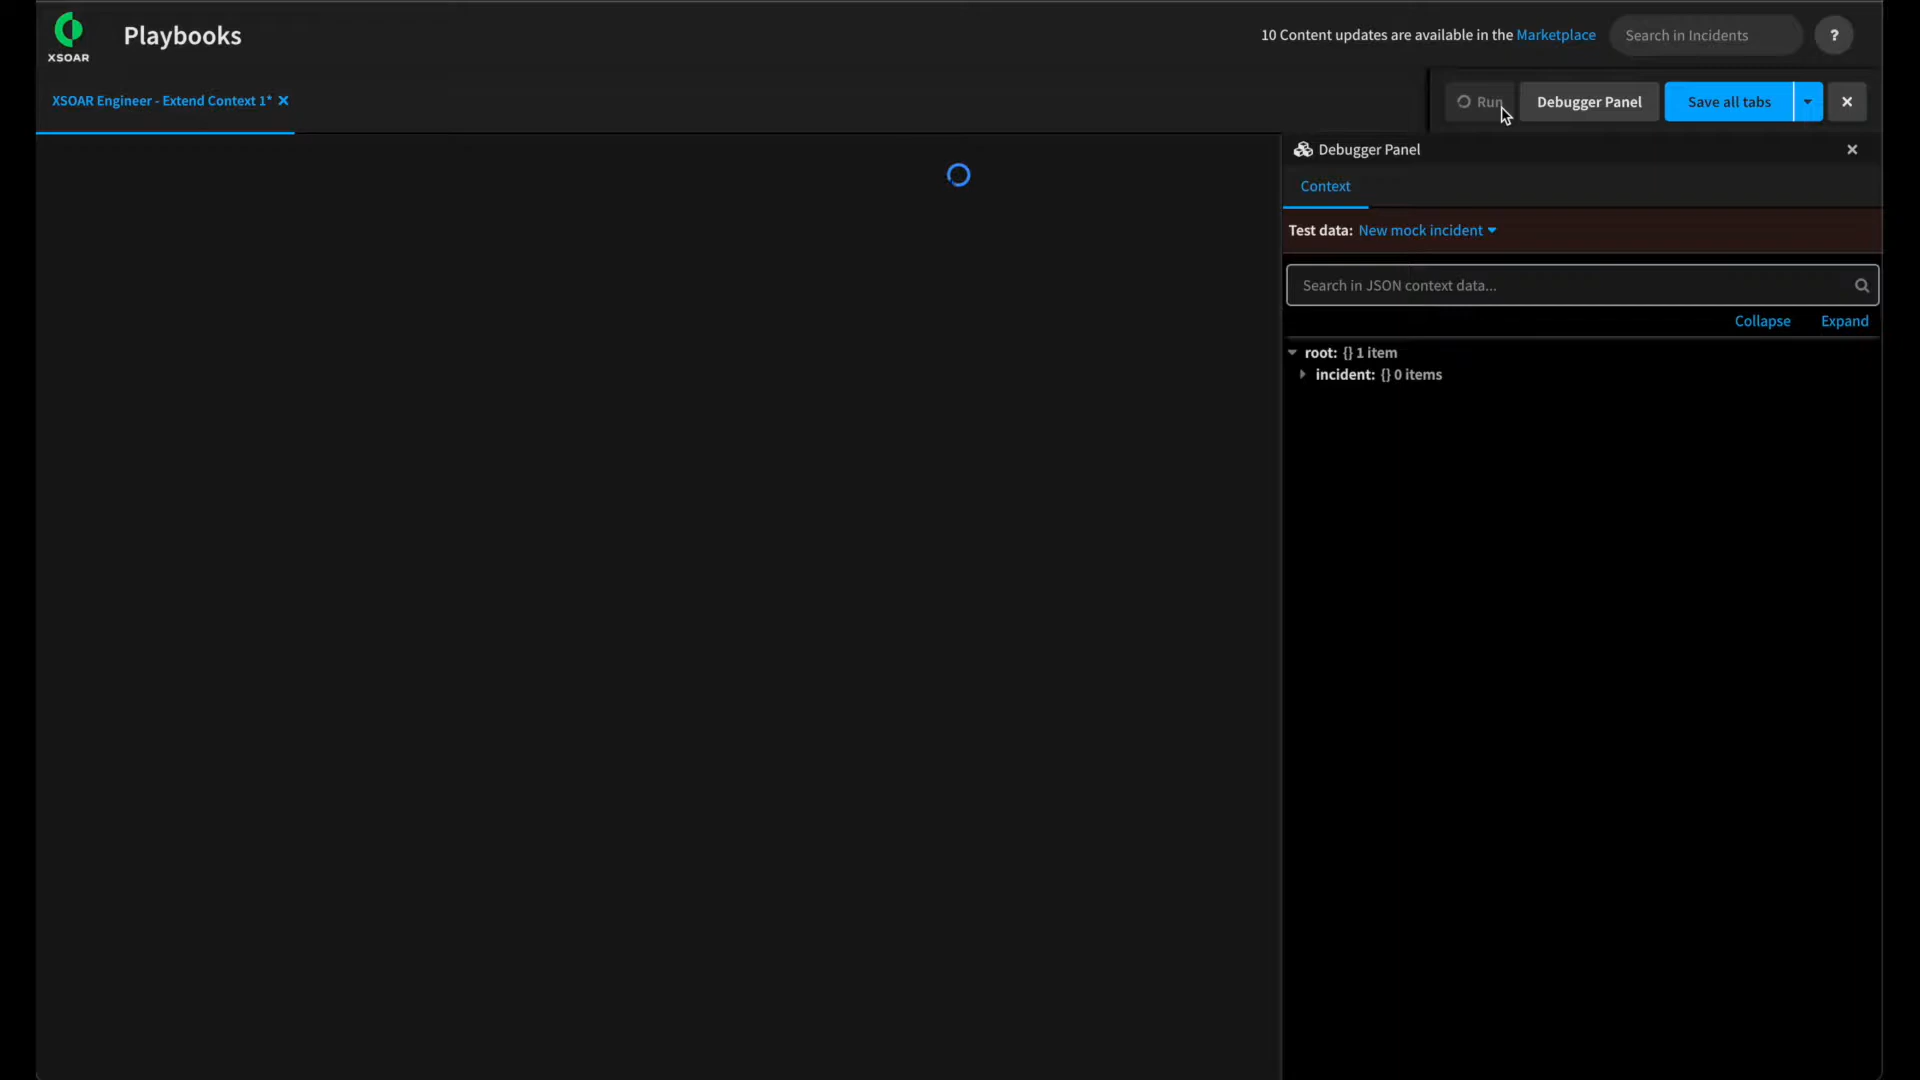 XSOAR
Playbooks
10 Content updates are available in the Marketplace
Search in Incidents
?
XSOAR Engineer - Extend Context 1*
Run
Debugger Panel
Save all tabs
Debugger Panel
Context
Test data: New mock incident
Search in JSON context data...
Collapse
Expand
root: {} 1 item
incident: {} 0 items